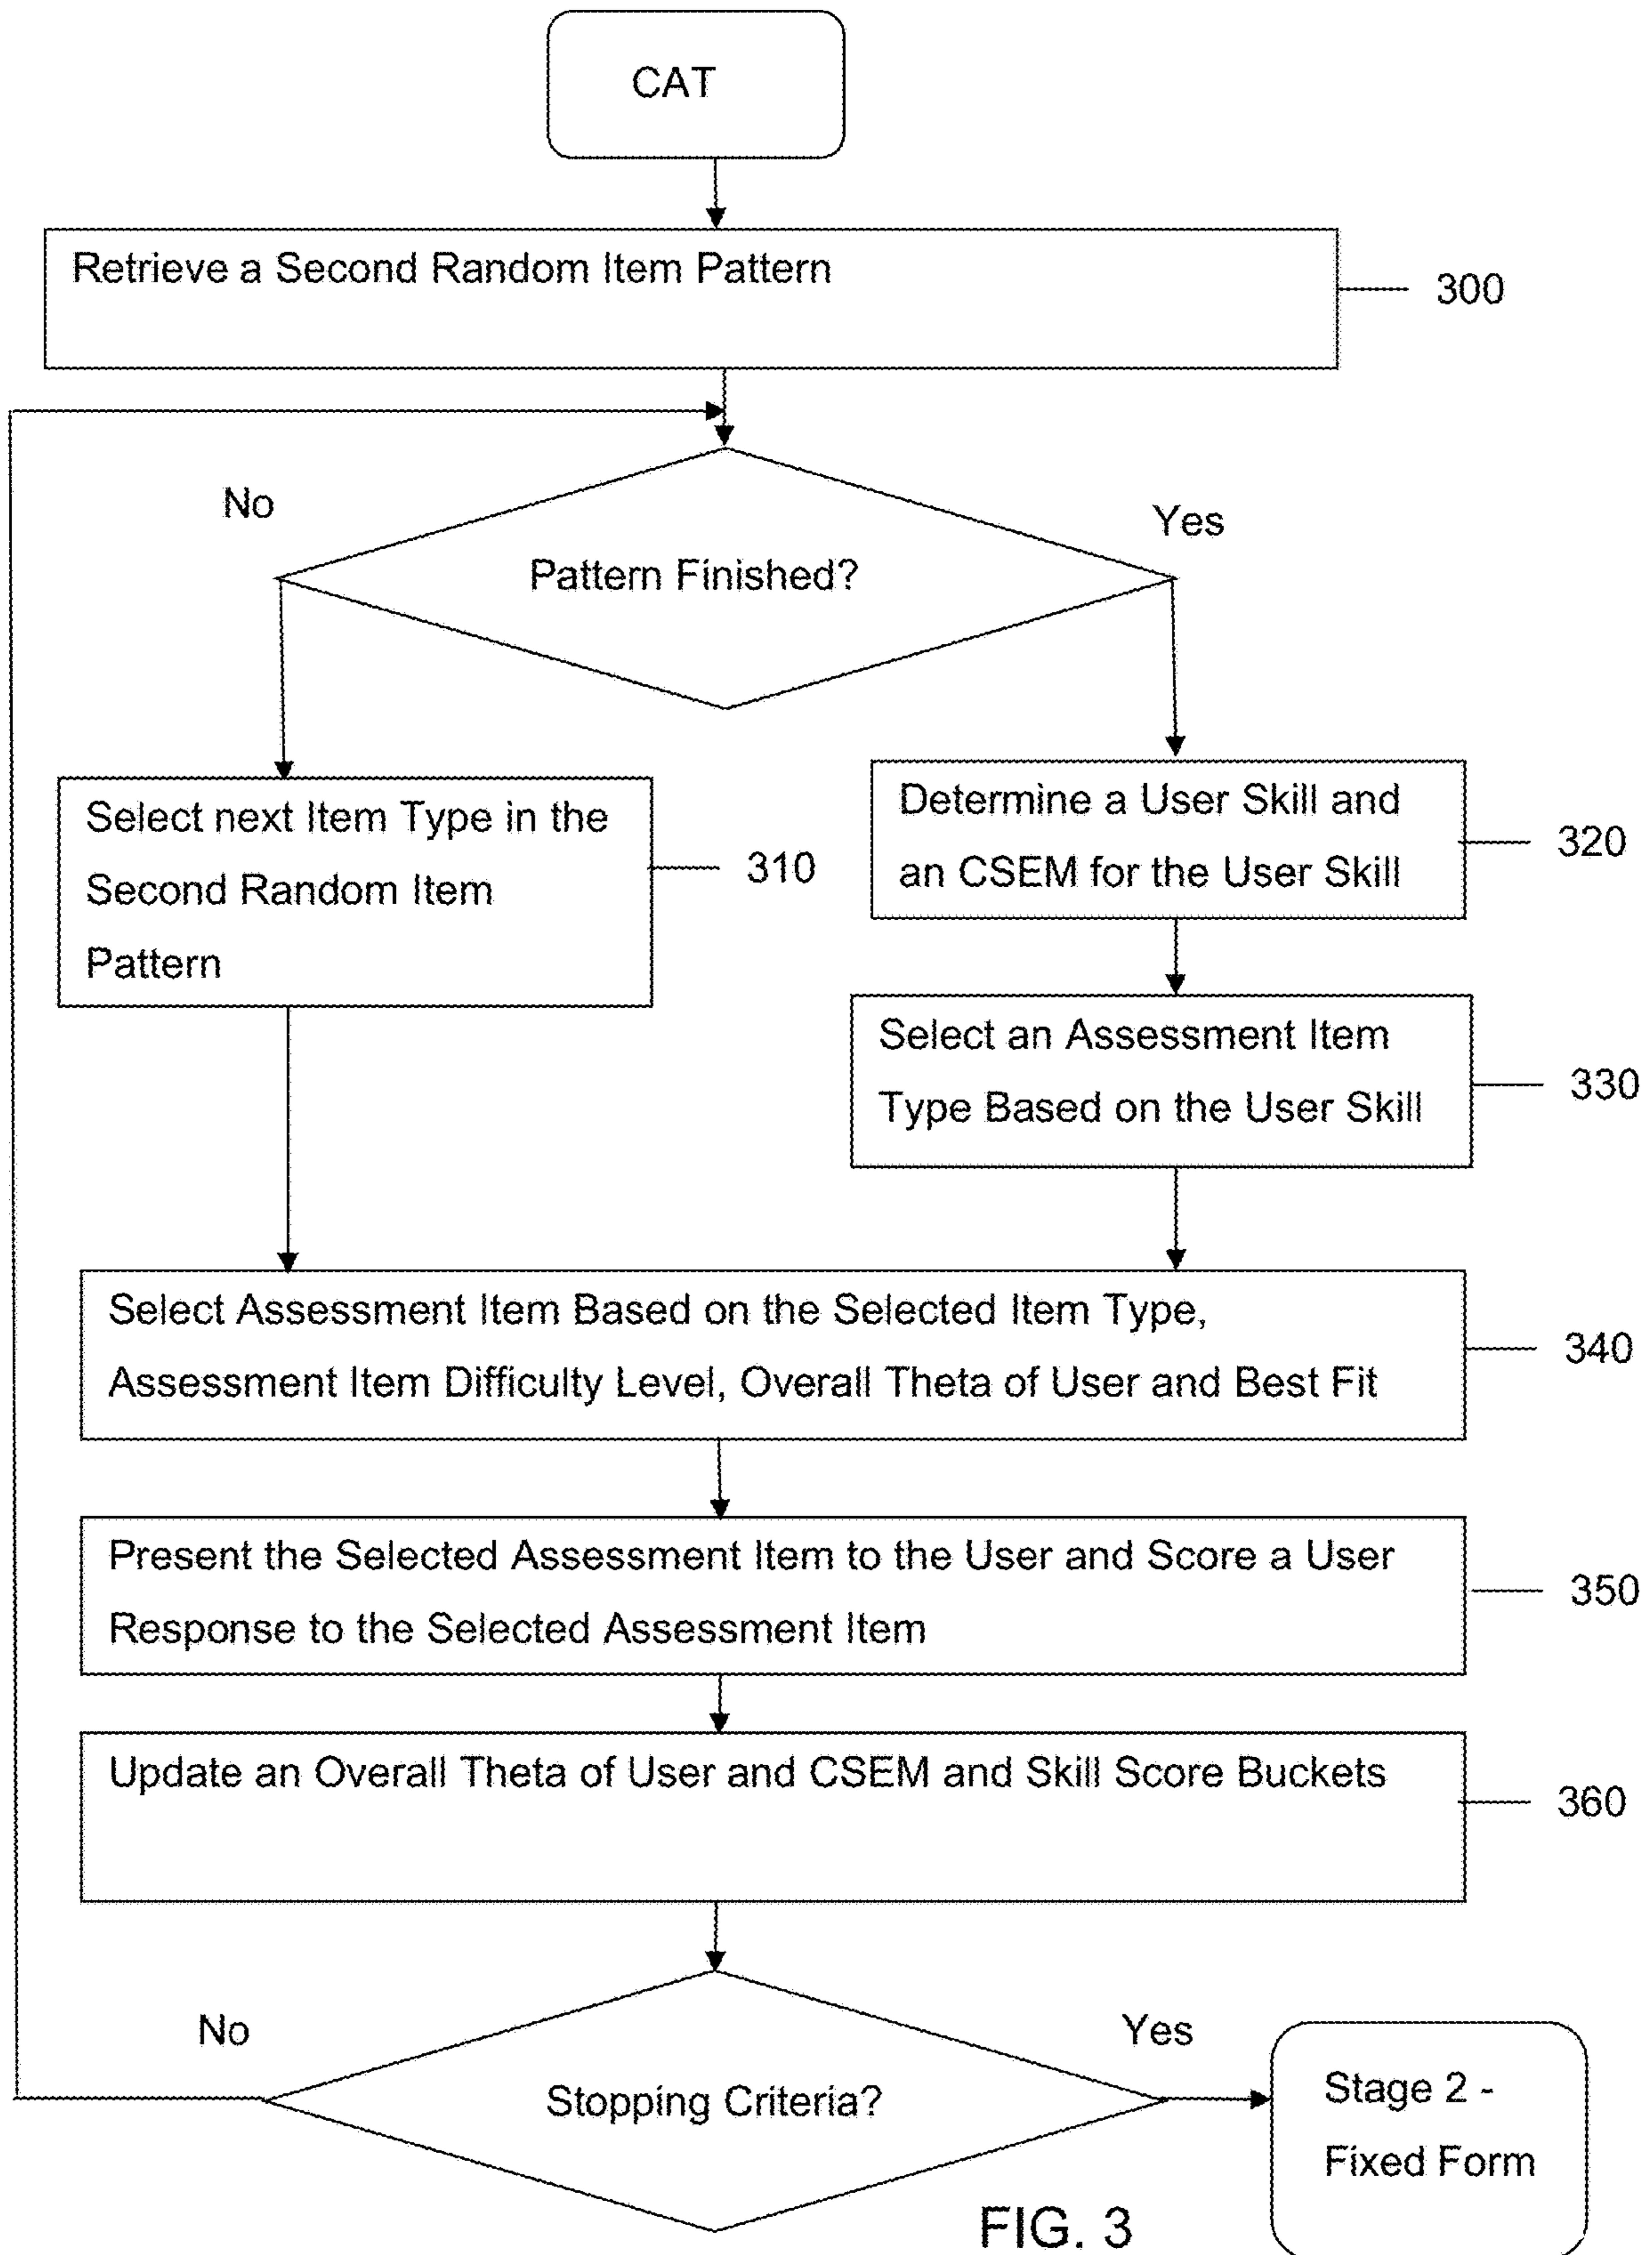 CAT
Retrieve a Second Random Item Pattern
300
No
Yes
Pattern Finished?
Select next Item Type in the
Second Random Item
Pattern
310
Determine a User Skill and
an CSEM for the User Skill
320
Select an Assessment Item
Type Based on the User Skill
330
Select Assessment Item Based on the Selected Item Type,
Assessment Item Difficulty Level, Overall Theta of User and Best Fit
340
Present the Selected Assessment Item to the User and Score a User
Response to the Selected Assessment Item
350
Update an Overall Theta of User and CSEM and Skill Score Buckets
360
No
Yes
Stopping Criteria?
Stage 2 -
Fixed Form
FIG. 3